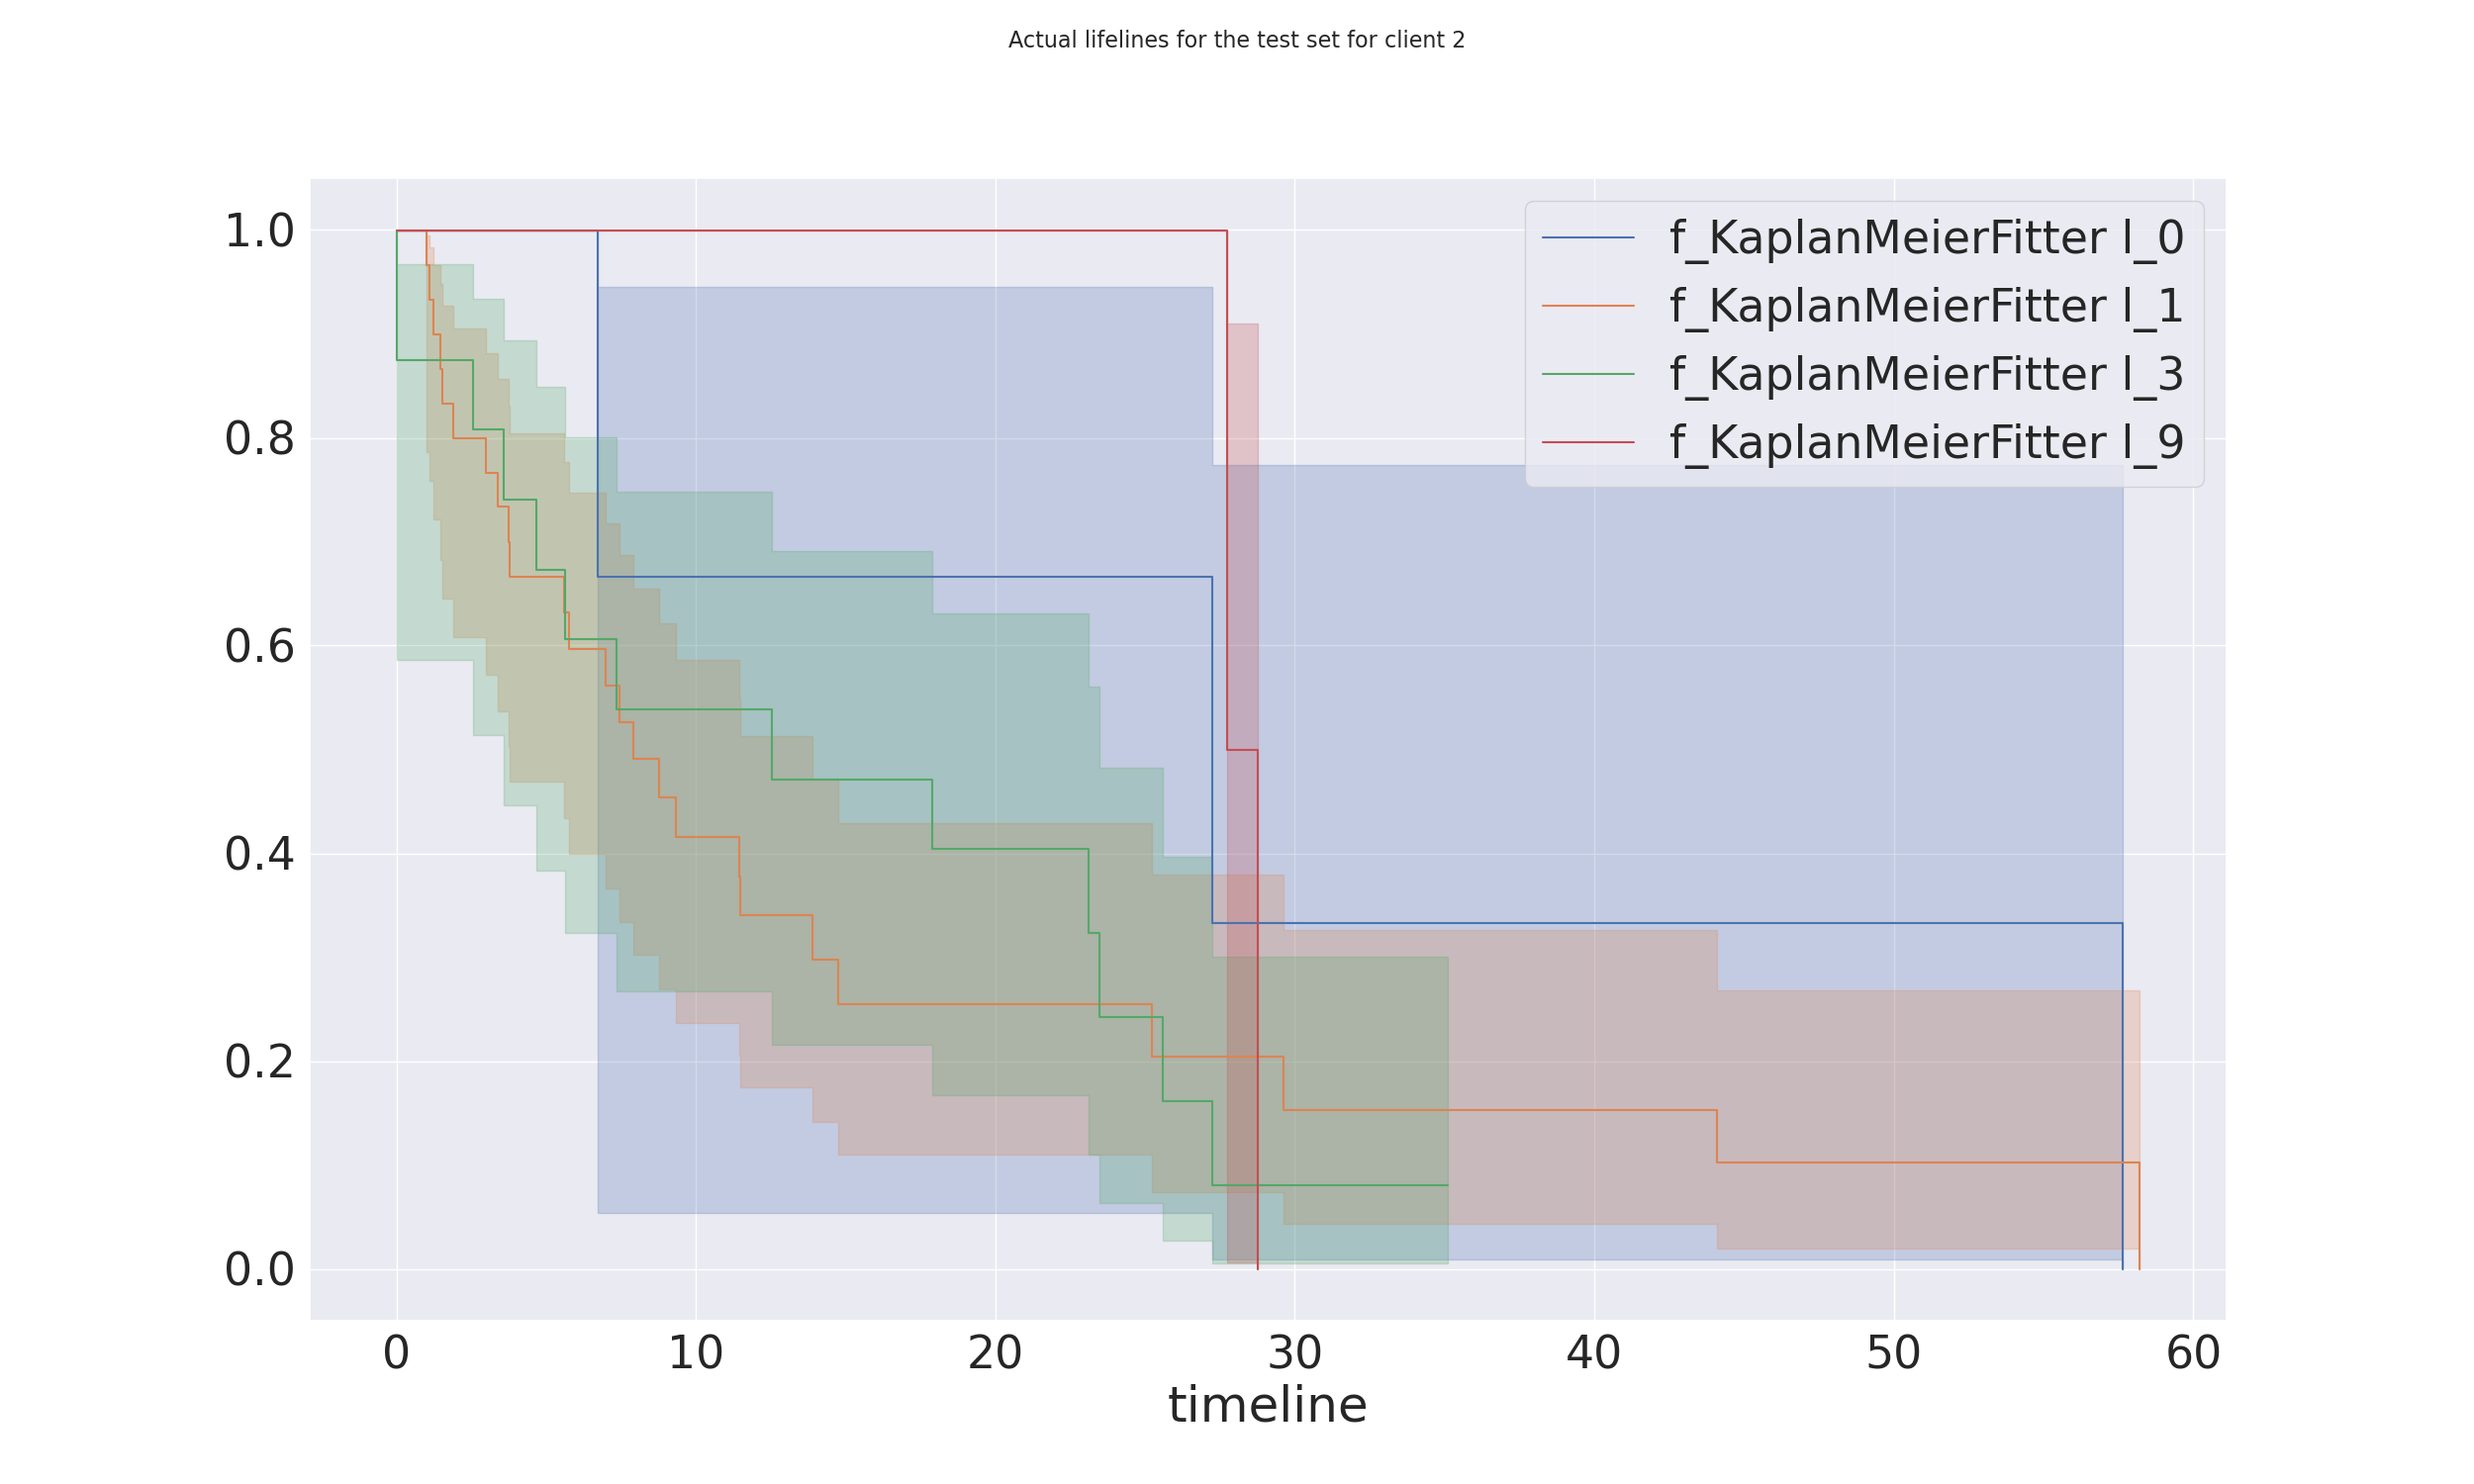 Actual lifelines for the test set for client 2
f_KaplanMeierFitter l_0
f_KaplanMeierFitter l_1
f_KaplanMeierFitter l_3
f_KaplanMeierFitter l_9
1.0
0.8
0.6
0.4
0.2
0.0
0 10 20 30 40 50 60
timeline